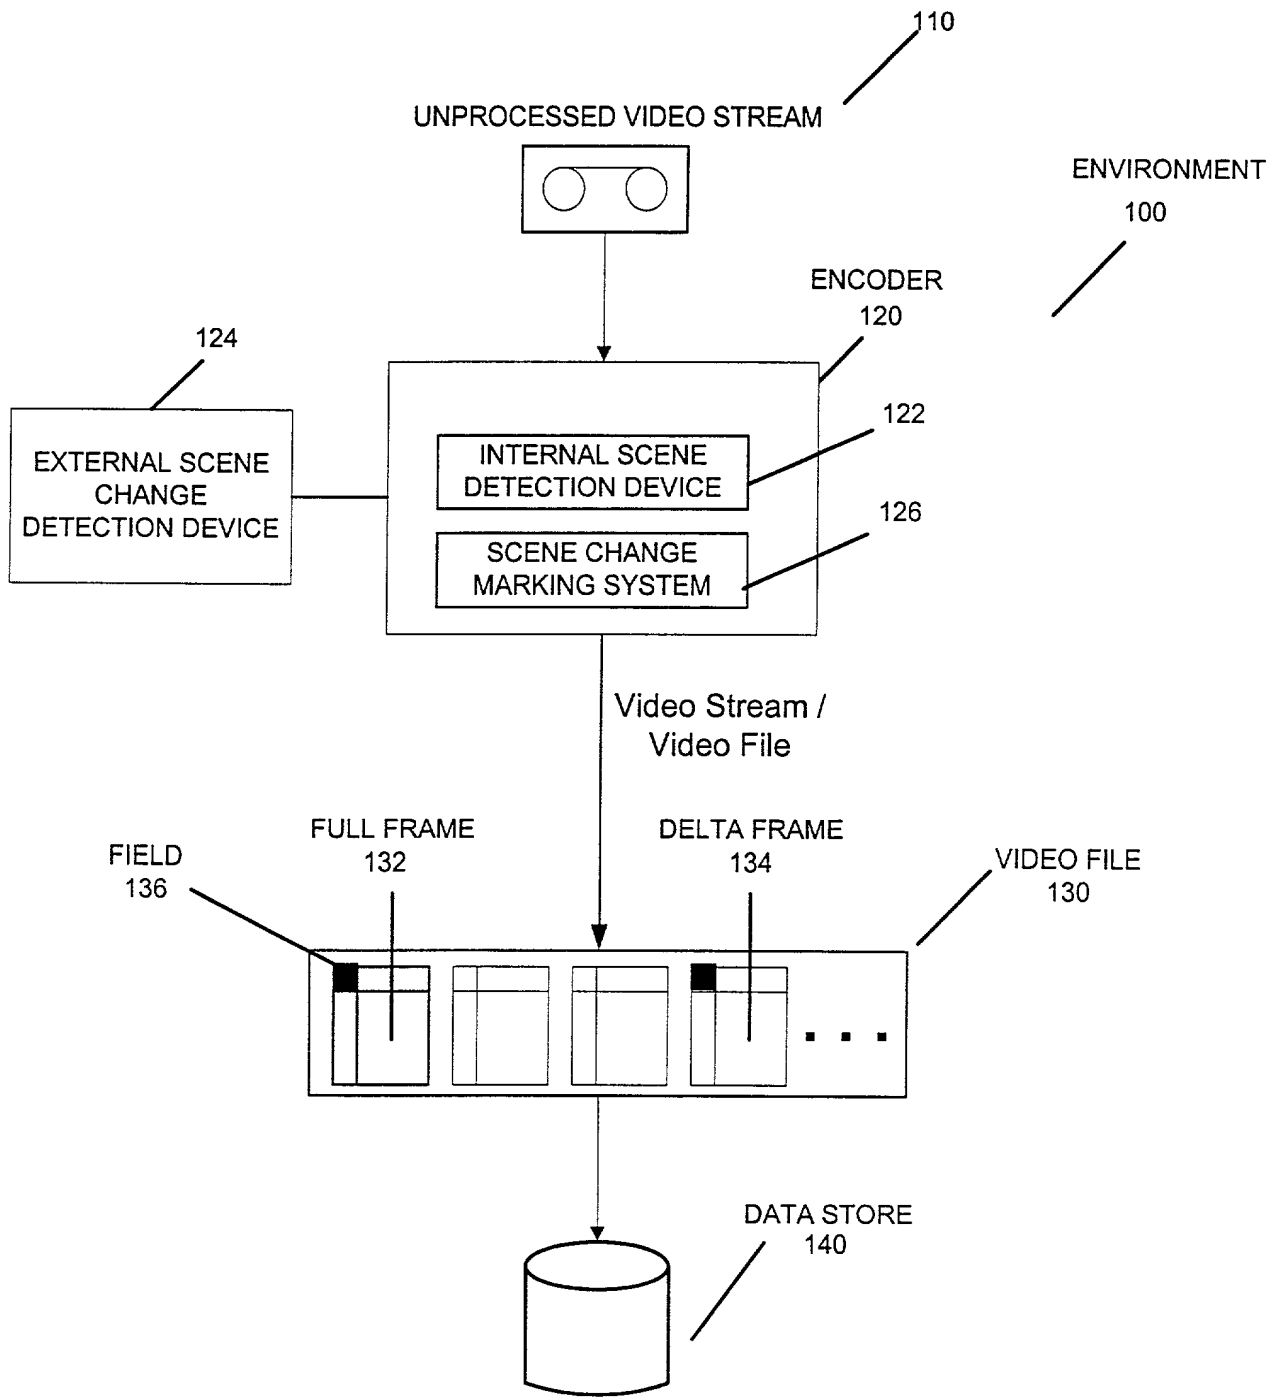 110
UNPROCESSED VIDEO STREAM
ENVIRONMENT
100
ENCODER
120
124
122
EXTERNAL SCENE
CHANGE
DETECTION DEVICE
INTERNAL SCENE
DETECTION DEVICE
126
SCENE CHANGE
MARKING SYSTEM
Video Stream /
Video File
FULL FRAME
132
DELTA FRAME
134
FIELD
136
VIDEO FILE
130
DATA STORE
140